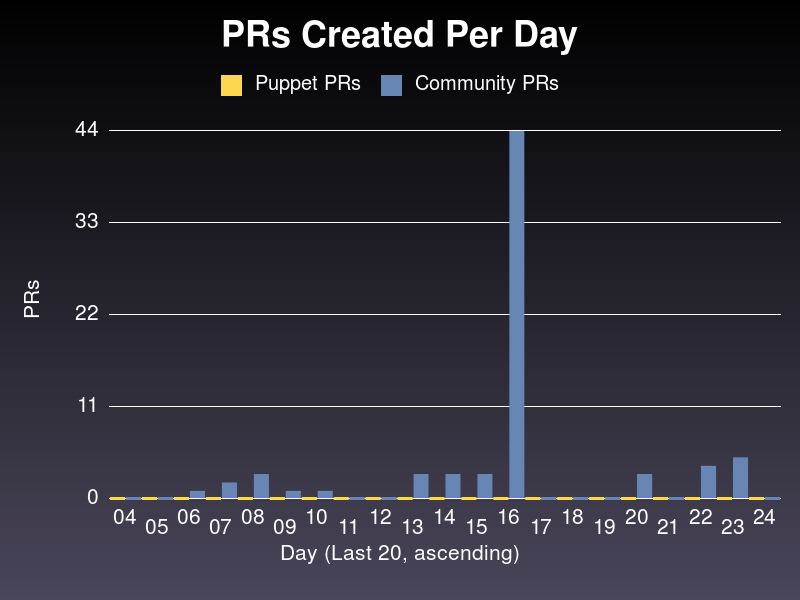 PRs Created Per Day
Puppet PRs Community PRs
44
33
22
11
0
PRs
04 05 06 07 08 09 10 11 12 13 14 15 16 17 18 19 20 21 22 23 24
Day (Last 20, ascending)